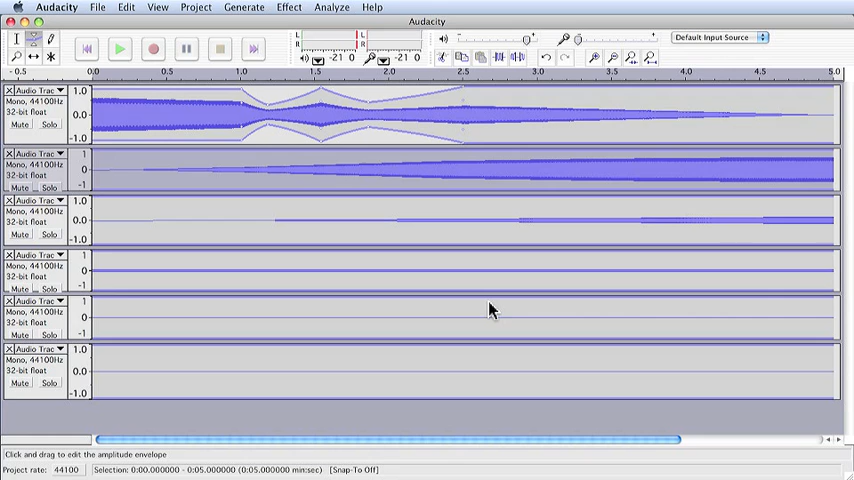 Audacity File Edit View Project Generate Effect Analyze Help
Audacity
L
R
-21 0
L
R
-21 0
Default Input Source
-0.5 0.0 0.5 1.0 1.5 2.0 2.5 3.0 3.5 4.0 4.5 5.0
Audio Trac
Mono, 44100Hz
32-bit float
Mute Solo
1.0
0.0
-1.0
Audio Trac
Mono, 44100Hz
32-bit float
Mute Solo
1
0
-1
Audio Trac
Mono, 44100Hz
32-bit float
Mute Solo
1.0
0.0
-1.0
Audio Trac
Mono, 44100Hz
32-bit float
Mute Solo
1
0
-1
Audio Trac
Mono, 44100Hz
32-bit float
Mute Solo
1
0
-1
Audio Trac
Mono, 44100Hz
32-bit float
Mute Solo
1.0
0.0
-1.0
Click and drag to edit the amplitude envelope
Project rate: 44100 Selection: 0:00.000000 - 0:05.000000 (0:05.000000 min:sec) [Snap-To Off]